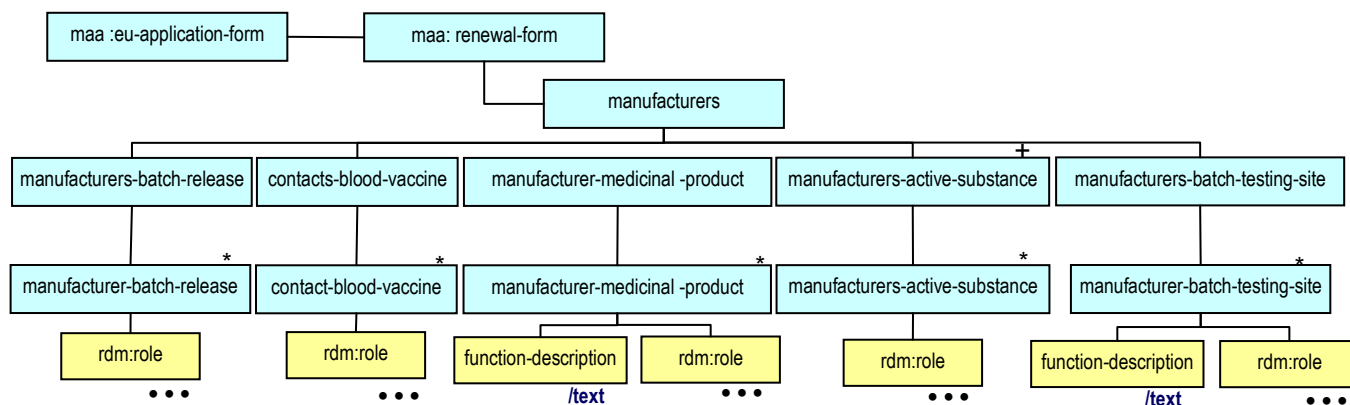 maa :eu-application-form
maa: renewal-form
manufacturers
+
manufacturers-batch-release
contacts-blood-vaccine
manufacturer-medicinal -product
manufacturers-active-substance
manufacturers-batch-testing-site
* * * * *
manufacturer-batch-release
contact-blood-vaccine
manufacturer-medicinal -product
manufacturers-active-substance
manufacturer-batch-testing-site
rdm:role
rdm:role
function-description
rdm:role
rdm:role
function-description
rdm:role
•••
•••
/text
•••
•••
/text
•••